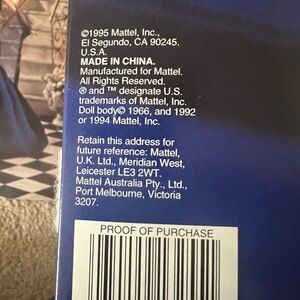 ©1995 Mattel, Inc.,
El Segundo, CA 90245.
U.S.A.
MADE IN CHINA.
Manufactured for Mattel.
All Rights Reserved.
® and ™ designate U.S.
trademarks of Mattel, Inc.
Doll body© 1966, and 1992
or 1994 Mattel, Inc.
Retain this address for
future reference: Mattel,
U.K. Ltd., Meridian West,
Leicester LE3 2WT.
Mattel Australia Pty., Ltd.,
Port Melbourne, Victoria
3207.
PROOF OF PURCHASE